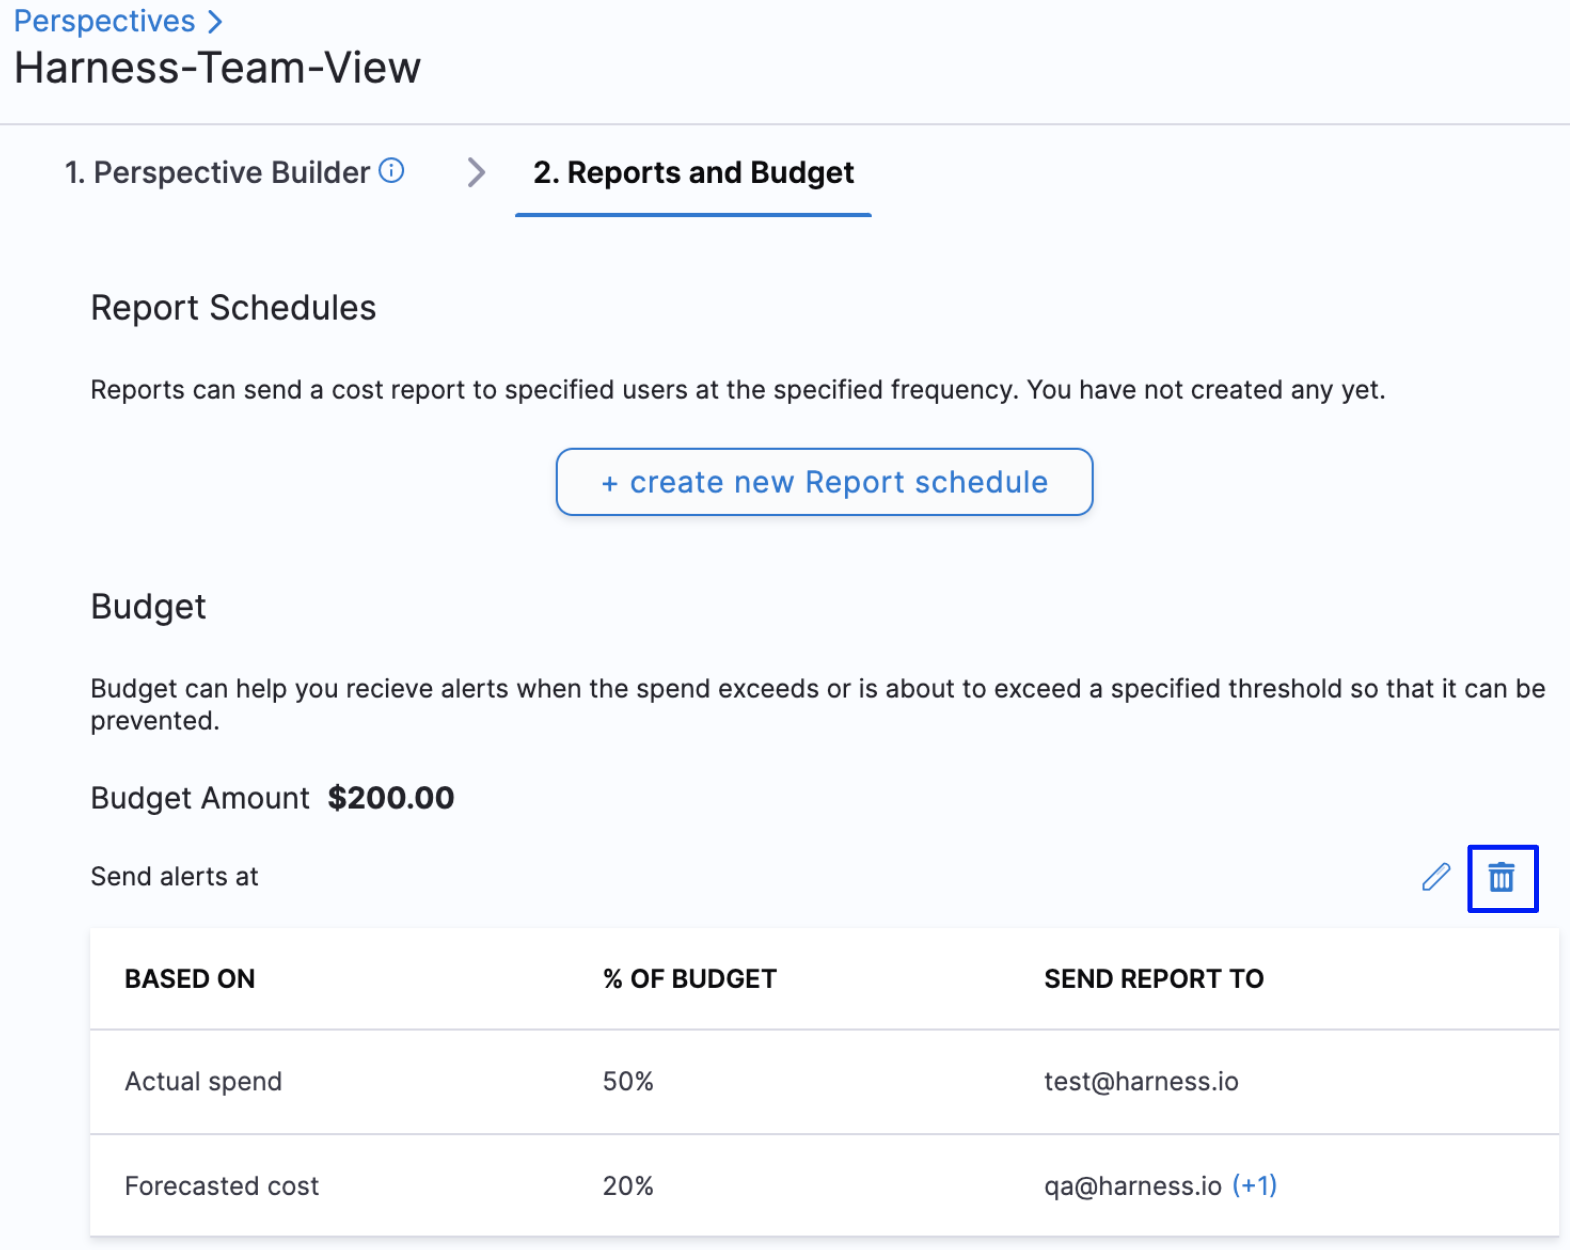 Perspectives >
Harness-Team-View
1. Perspective Builder
2. Reports and Budget
Report Schedules
Reports can send a cost report to specified users at the specified frequency. You have not created any yet.
+ create new Report schedule
Budget
Budget can help you recieve alerts when the spend exceeds or is about to exceed a specified threshold so that it can be
prevented.
Budget Amount $200.00
Send alerts at
BASED ON % OF BUDGET SEND REPORT TO
Actual spend 50% test@harness.io
Forecasted cost 20% qa@harness.io (+1)